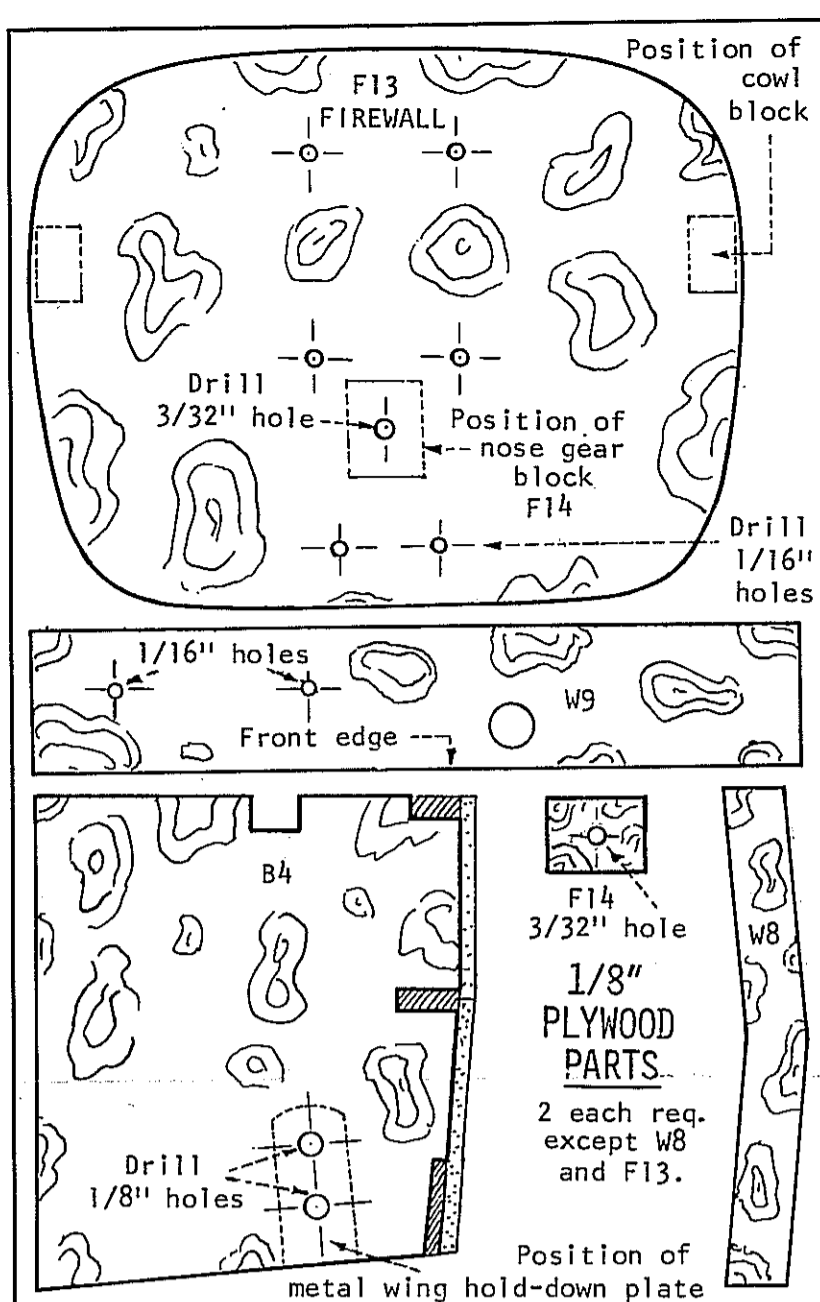 F13
FIREWALL
Position of
cowl
block
Drill
3/32" hole
Position of
nose gear
block
F14
Drill
1/16"
holes
1/16" holes
W9
Front edge
B4
F14
3/32" hole
W8
1/8"
PLYWOOD
PARTS
2 each req.
except W8
and F13.
Drill
1/8" holes
Position of
metal wing hold-down plate